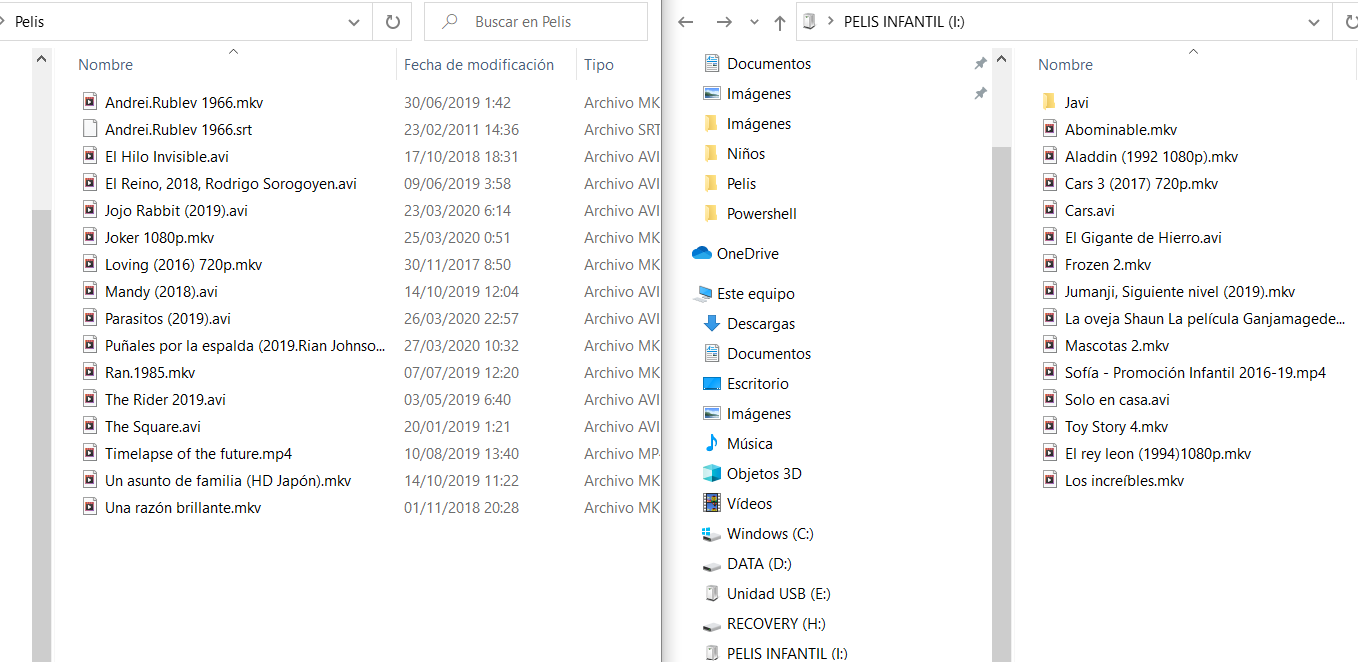 Pelis
Buscar en Pelis
Nombre Fecha de modificación Tipo
Andrei.Rublev 1966.mkv 30/06/2019 1:42 Archivo MK
Andrei.Rublev 1966.srt 23/02/2011 14:36 Archivo SRT
El Hilo Invisible.avi 17/10/2018 18:31 Archivo AVI
El Reino, 2018, Rodrigo Sorogoyen.avi 09/06/2019 3:58 Archivo AVI
Jojo Rabbit (2019).avi 23/03/2020 6:14 Archivo AVI
Joker 1080p.mkv 25/03/2020 0:51 Archivo MK
Loving (2016) 720p.mkv 30/11/2017 8:50 Archivo MK
Mandy (2018).avi 14/10/2019 12:04 Archivo AVI
Parasitos (2019).avi 26/03/2020 22:57 Archivo AVI
Puñales por la espalda (2019.Rian Johnso... 27/03/2020 10:32 Archivo MK
Ran.1985.mkv 07/07/2019 12:20 Archivo MK
The Rider 2019.avi 03/05/2019 6:40 Archivo AVI
The Square.avi 20/01/2019 1:21 Archivo AVI
Timelapse of the future.mp4 10/08/2019 13:40 Archivo MP
Un asunto de familia (HD Japón).mkv 14/10/2019 11:22 Archivo MK
Una razón brillante.mkv 01/11/2018 20:28 Archivo MK
PELIS INFANTIL (I:)
Documentos
Imágenes
Imágenes
Niños
Pelis
Powershell
OneDrive
Este equipo
Descargas
Documentos
Escritorio
Imágenes
Música
Objetos 3D
Vídeos
Windows (C:)
DATA (D:)
Unidad USB (E:)
RECOVERY (H:)
PELIS INFANTIL (I:)
Nombre
Javi
Abominable.mkv
Aladdin (1992 1080p).mkv
Cars 3 (2017) 720p.mkv
Cars.avi
El Gigante de Hierro.avi
Frozen 2.mkv
Jumanji, Siguiente nivel (2019).mkv
La oveja Shaun La película Ganjamagede...
Mascotas 2.mkv
Sofía - Promoción Infantil 2016-19.mp4
Solo en casa.avi
Toy Story 4.mkv
El rey leon (1994)1080p.mkv
Los increíbles.mkv